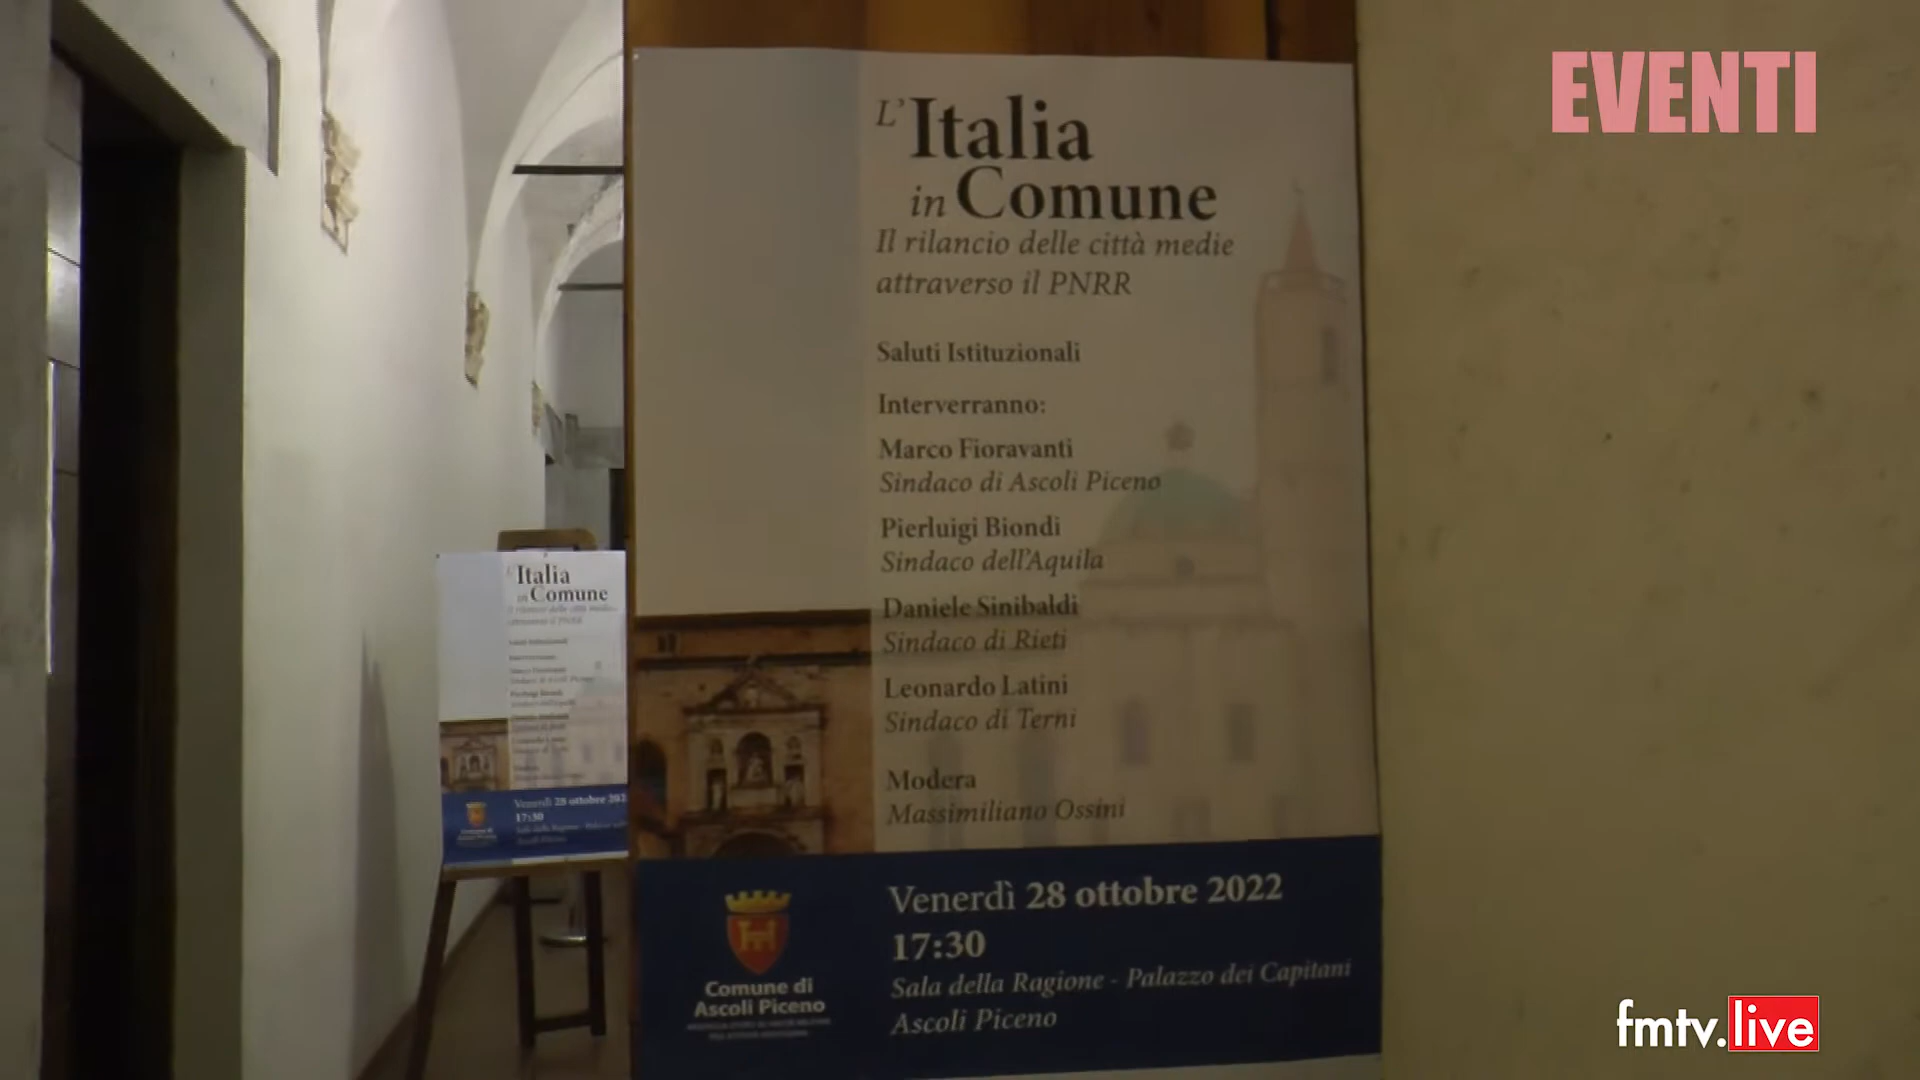 EVENTI
L'Italia
in Comune
Il rilancio delle città medie
attraverso il PNRR
Saluti Istituzionali
Interverranno:
Marco Fioravanti
Sindaco di Ascoli Piceno
Pierluigi Biondi
Sindaco dell'Aquila
Daniele Sinibaldi
Sindaco di Rieti
Leonardo Latini
Sindaco di Terni
Modera
Massimiliano Ossini
Venerdì 28 ottobre 2022
17:30
Sala della Ragione - Palazzo dei Capitani
Ascoli Piceno
Comune di
Ascoli Piceno
Italia
in Comune
Venerdì 28 ottobre 202
17:30
fmtv.live